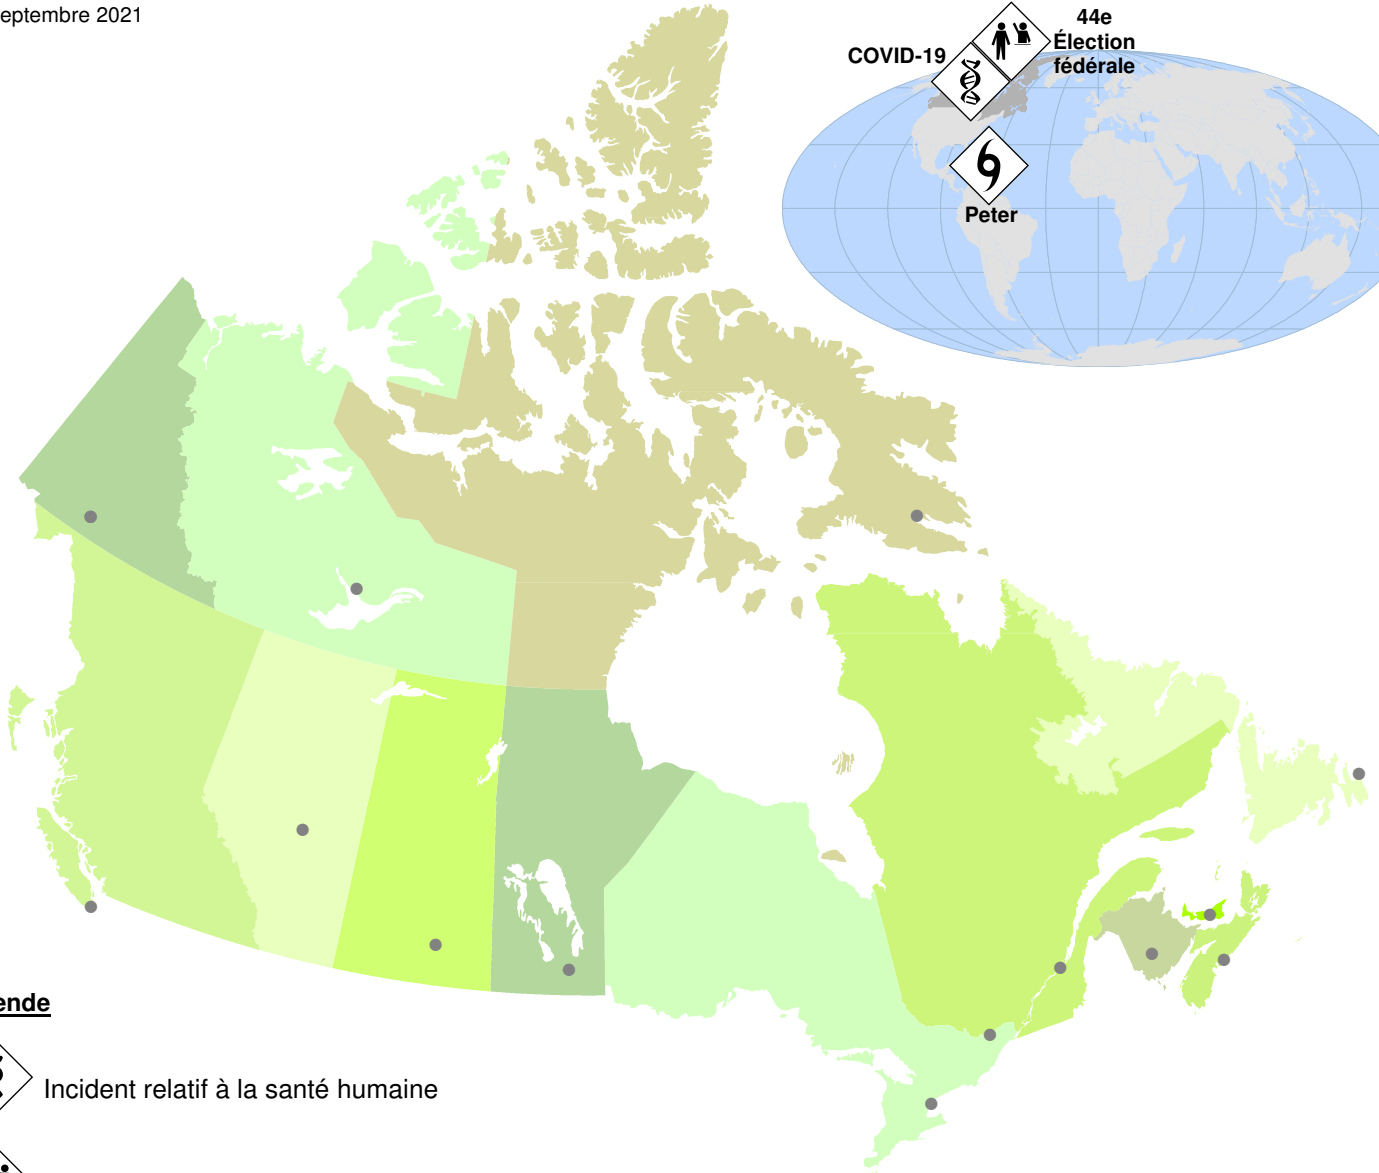 eptembre 2021
44e
Élection
fédérale
COVID-19
Peter
ende
Incident relatif à la santé humaine